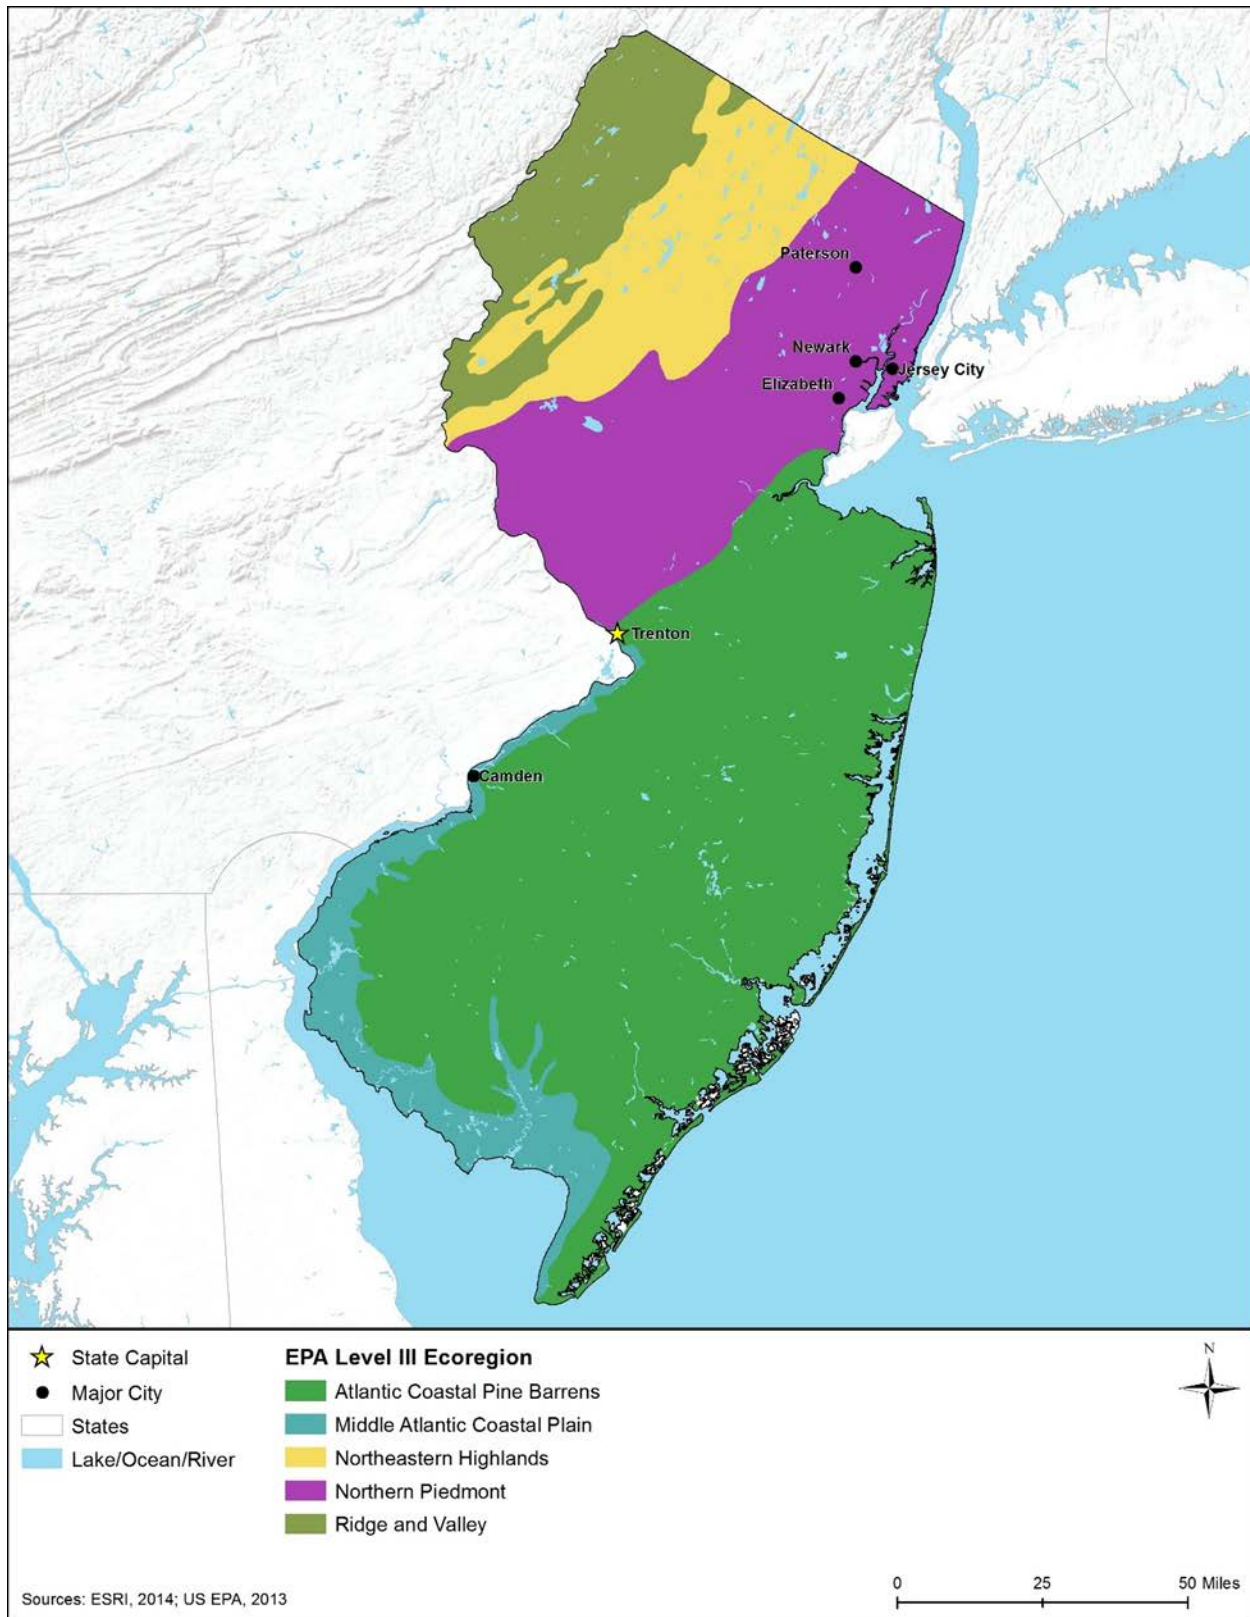 Paterson
Newark
Jersey City
Elizabeth
Trenton
Camden
State Capital
Major City
States
Lake/Ocean/River
EPA Level III Ecoregion
Atlantic Coastal Pine Barrens
Middle Atlantic Coastal Plain
Northeastern Highlands
Northern Piedmont
Ridge and Valley
N
Sources: ESRI, 2014; US EPA, 2013
0 25 50 Miles